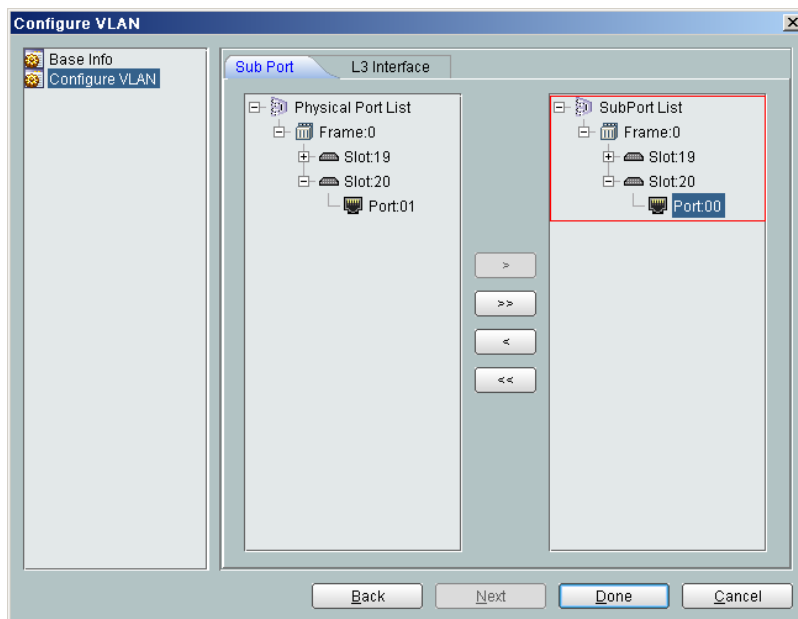 Configure VLAN
Base Info
Configure VLAN
Sub Port
L3 Interface
Physical Port List
Frame:0
Slot:19
Slot:20
Port:01
>
>>
<
<<
SubPort List
Frame:0
Slot:19
Slot:20
Port:00
Back
Next
Done
Cancel